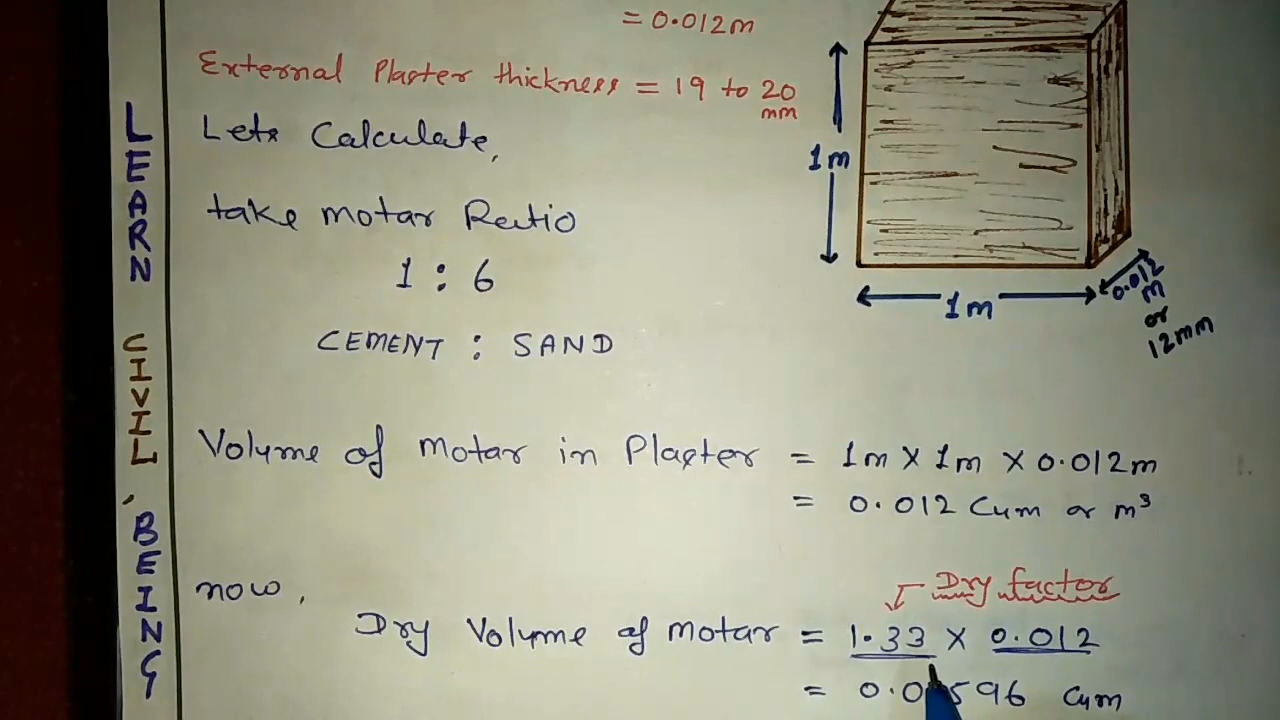 = 0.012m
External Plaster thickness = 19 to 20 mm
Lets Calculate,
take motar Ratio
1 : 6
CEMENT : SAND
Volume of motar in Plaster = 1m X 1m X 0.012m
= 0.012 Cum or m³
now,
Dry factor
Dry Volume of motar = 1.33 X 0.012
596 Cum
1m
1m
0.012 m or 12mm
LEARN CIVIL, BEING